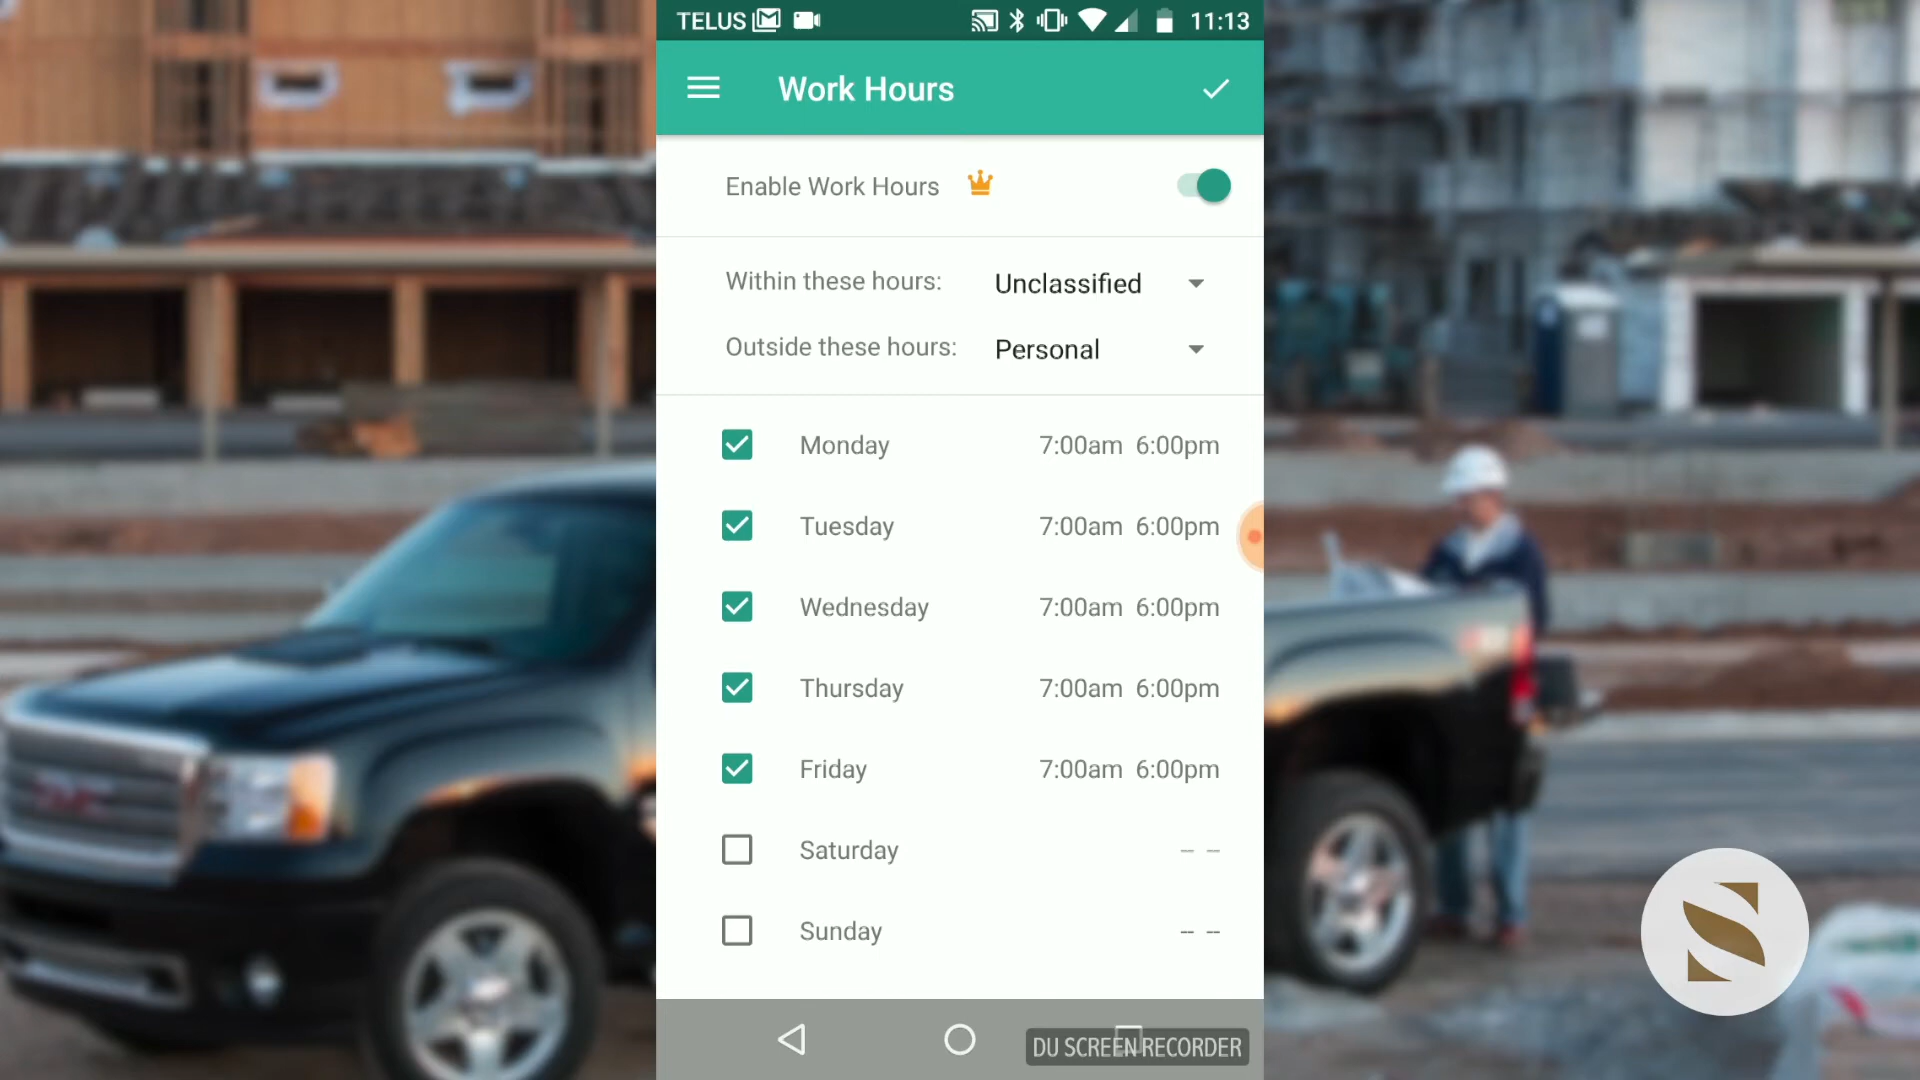 TELUS 11:13
Work Hours
Enable Work Hours
Within these hours: Unclassified
Outside these hours: Personal
Monday 7:00am 6:00pm
Tuesday 7:00am 6:00pm
Wednesday 7:00am 6:00pm
Thursday 7:00am 6:00pm
Friday 7:00am 6:00pm
Saturday -- --
Sunday -- --
DU SCREEN RECORDER